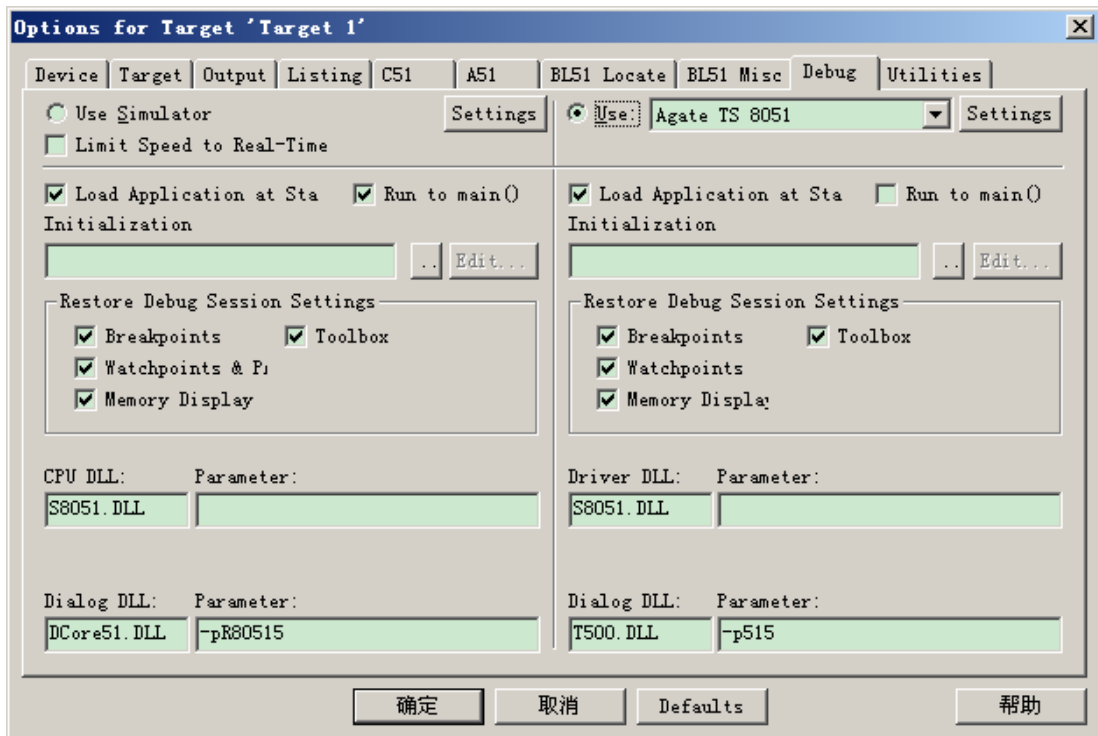 Options for Target 'Target 1'
Device Target Output Listing C51 A51 BL51 Locate BL51 Misc Debug Utilities
Use Simulator Settings Use: Agate TS 8051 Settings
Limit Speed to Real-Time
Load Application at Sta Run to main() Load Application at Sta Run to main()
Initialization Initialization
.. Edit... .. Edit...
Restore Debug Session Settings Restore Debug Session Settings
Breakpoints Toolbox Breakpoints Toolbox
Watchpoints & Watchpoints
Memory Display Memory Display
CPU DLL: Parameter: Driver DLL: Parameter:
S8051.DLL S8051.DLL
Dialog DLL: Parameter: Dialog DLL: Parameter:
DCore51.DLL -pR80515 T500.DLL -p515
确定 取消 Defaults 帮助